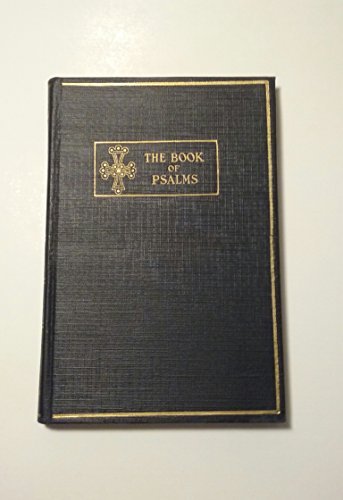 THE BOOK
OF
PSALMS